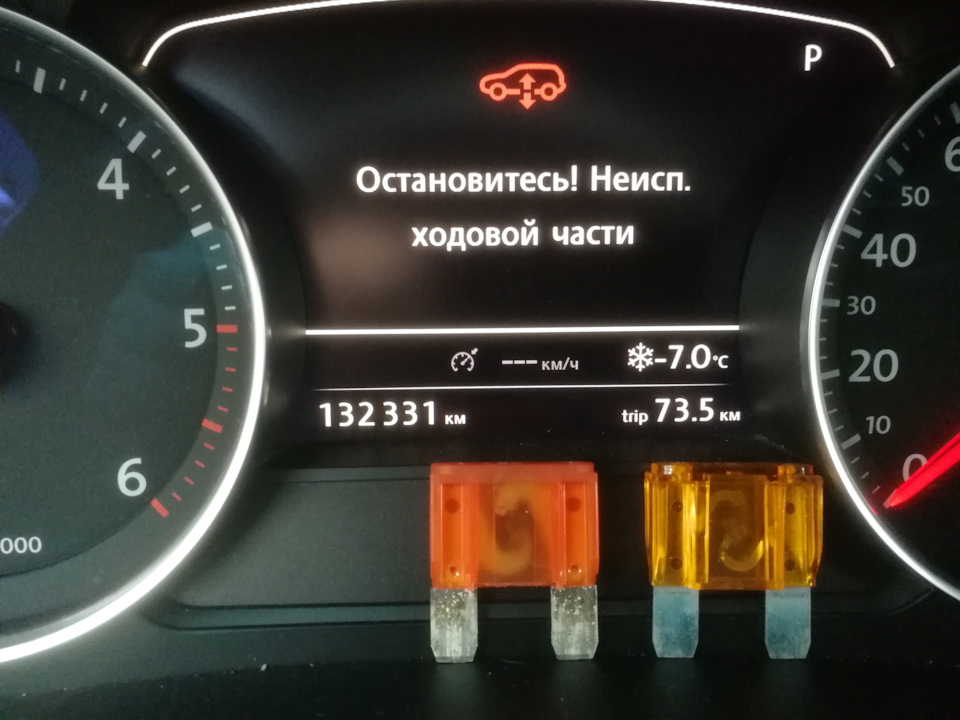 P
Остановитесь! Неисп.
ходовой части
--- км/ч
-7.0°C
132 331 км
trip 73.5 км
4
5
6
000
6
50
40
30
20
10
0